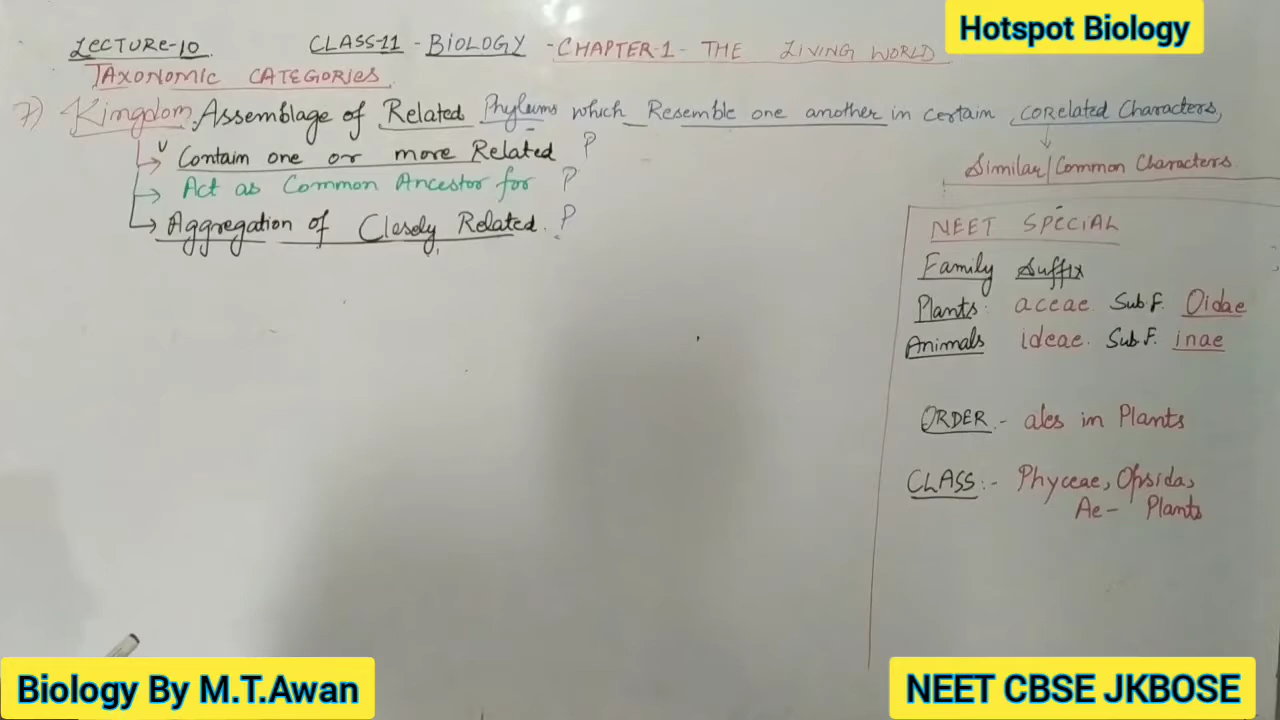 Hotspot Biology
LECTURE-10. CLASS-11 - BIOLOGY - CHAPTER-1 - THE LIVING WORLD
TAXONOMIC CATEGORIES
7) Kingdom Assemblage of Related Phylums which Resemble one another in certain corelated Characters,
Contain one or more Related P
Similar/Common Characters
Act as Common Ancestor for P
Aggregation of Closely Related. P
NEET SPECIAL
Family Suffix
Plants: aceae. Sub F. Oidae
Animals ideae. Sub F. inae
ORDER:- ales in Plants
CLASS:- Phyceae, Opsida,
Ae- Plants
Biology By M.T.Awan
NEET CBSE JKBOSE